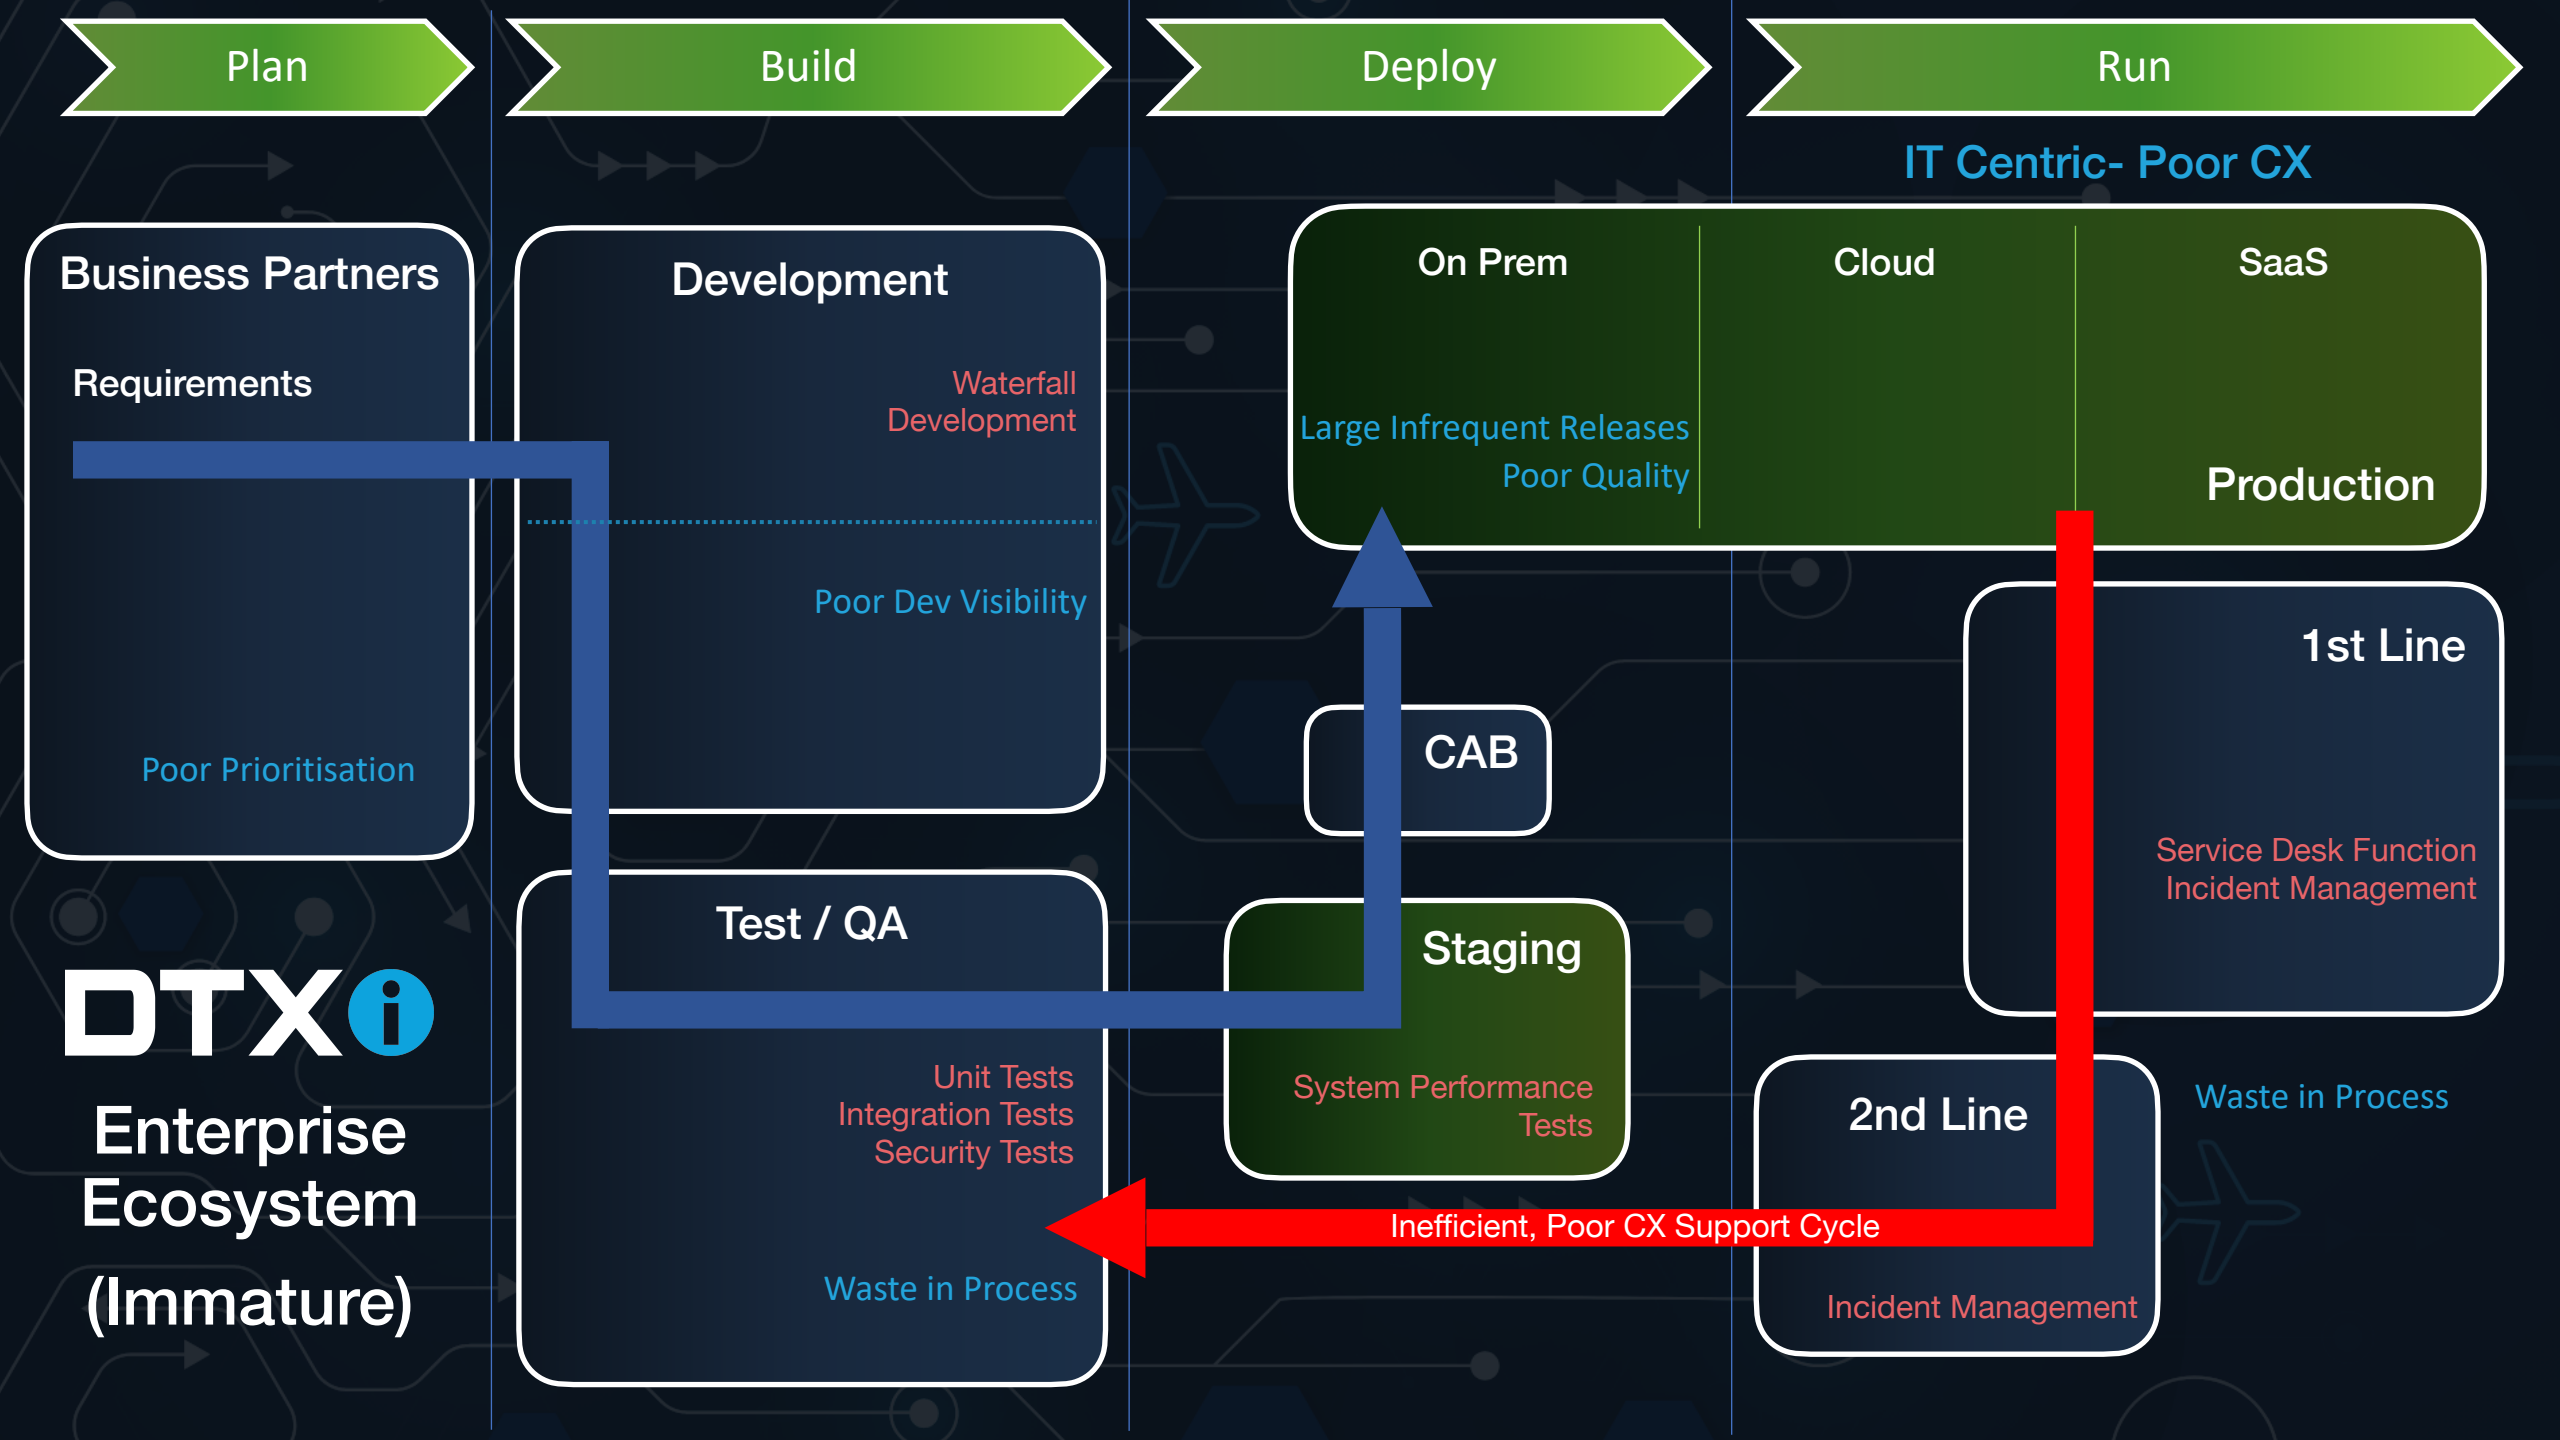 Plan
Build
Deploy
Run
IT Centric- Poor CX
Business Partners
Requirements
Poor Prioritisation
Development
Waterfall
Development
Poor Dev Visibility
On Prem
Cloud
SaaS
Large Infrequent Releases
Poor Quality
Production
1st Line
Service Desk Function
Incident Management
CAB
Test / QA
Unit Tests
Integration Tests
Security Tests
Waste in Process
Staging
System Performance
Tests
2nd Line
Incident Management
Waste in Process
Inefficient, Poor CX Support Cycle
DTXi
Enterprise
Ecosystem
(Immature)